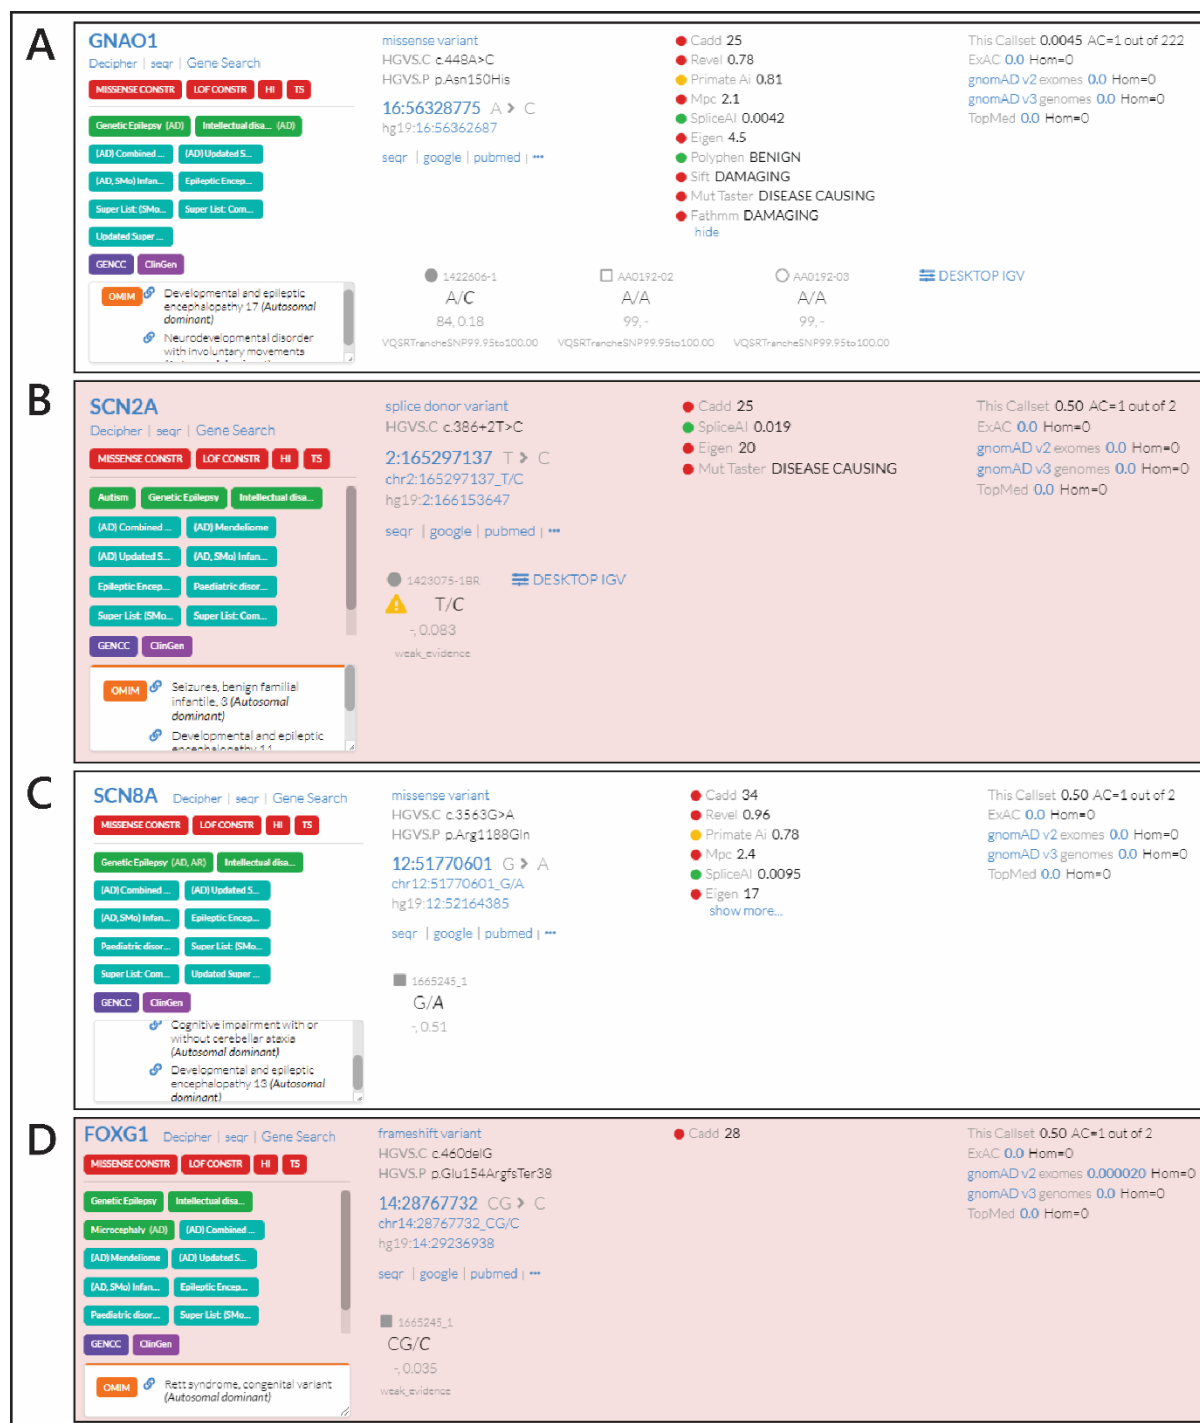 A
GNAO1
Decipher | seqr | Gene Search
MISSENSE CONSTR LOF CONSTR HI TS
Genetic Epilepsy (AD) Intellectual disa... (AD)
(AD) Combined ... (AD) Updated S...
(AD, SMo) Infan... Epileptic Encep...
Super List: (SMo... Super List: Com...
Updated Super ...
GENCC ClinGen
OMIM Developmental and epileptic
encephalopathy 17 (Autosomal
dominant)
Neurodevelopmental disorder
with involuntary movements
missense variant
HGVS.C c.448A>C
HGVS.P p.Asn150His
16:56328775 A > C
hg19:16:56362687
seqr | google | pubmed | •••
Cadd 25
Revel 0.78
Primate Ai 0.81
Mpc 2.1
SpliceAI 0.0042
Eigen 4.5
Polyphen BENIGN
Sift DAMAGING
Mut Taster DISEASE CAUSING
Fathmm DAMAGING
hide
This Callset 0.0045 AC=1 out of 222
ExAC 0.0 Hom=0
gnomAD v2 exomes 0.0 Hom=0
gnomAD v3 genomes 0.0 Hom=0
TopMed 0.0 Hom=0
1422606-1 AA0192-02 AA0192-03 DESKTOP IGV
A/C A/A A/A
84, 0.18 99, - 99, -
VQSRTrancheSNP99.95to100.00 VQSRTrancheSNP99.95to100.00 VQSRTrancheSNP99.95to100.00
B
SCN2A
Decipher | seqr | Gene Search
MISSENSE CONSTR LOF CONSTR HI TS
Autism Genetic Epilepsy Intellectual disa...
(AD) Combined ... (AD) Mendeliome
(AD) Updated S... (AD, SMo) Infan...
Epileptic Encep... Paediatric disor...
Super List: (SMo... Super List: Com...
GENCC ClinGen
OMIM Seizures, benign familial
infantile, 3 (Autosomal
dominant)
Developmental and epileptic
encephalopathy 11
splice donor variant
HGVS.C c.386+2T>C
2:165297137 T > C
chr2:165297137_T/C
hg19:2:166153647
seqr | google | pubmed | •••
1423075-1BR DESKTOP IGV
T/C
-, 0.083
weak_evidence
Cadd 25
SpliceAI 0.019
Eigen 20
Mut Taster DISEASE CAUSING
This Callset 0.50 AC=1 out of 2
ExAC 0.0 Hom=0
gnomAD v2 exomes 0.0 Hom=0
gnomAD v3 genomes 0.0 Hom=0
TopMed 0.0 Hom=0
C
SCN8A Decipher | seqr | Gene Search
MISSENSE CONSTR LOF CONSTR HI TS
Genetic Epilepsy (AD, AR) Intellectual disa...
(AD) Combined ... (AD) Updated S...
(AD, SMo) Infan... Epileptic Encep...
Paediatric disor... Super List: (SMo...
Super List: Com... Updated Super ...
GENCC ClinGen
Cognitive impairment with or
without cerebellar ataxia
(Autosomal dominant)
Developmental and epileptic
encephalopathy 13 (Autosomal
dominant)
missense variant
HGVS.C c.3563G>A
HGVS.P p.Arg1188Gln
12:51770601 G > A
chr12:51770601_G/A
hg19:12:52164385
seqr | google | pubmed | •••
1665245_1
G/A
-, 0.51
Cadd 34
Revel 0.96
Primate Ai 0.78
Mpc 2.4
SpliceAI 0.0095
Eigen 17
show more...
This Callset 0.50 AC=1 out of 2
ExAC 0.0 Hom=0
gnomAD v2 exomes 0.0 Hom=0
gnomAD v3 genomes 0.0 Hom=0
TopMed 0.0 Hom=0
D
FOXG1 Decipher | seqr | Gene Search
MISSENSE CONSTR LOF CONSTR HI TS
Genetic Epilepsy Intellectual disa...
Microcephaly (AD) (AD) Combined ...
(AD) Mendeliome (AD) Updated S...
(AD, SMo) Infan... Epileptic Encep...
Paediatric disor... Super List: (SMo...
GENCC ClinGen
OMIM Rett syndrome, congenital variant
(Autosomal dominant)
frameshift variant
HGVS.C c.460delG
HGVS.P p.Glu154ArgfsTer38
14:28767732 CG > C
chr14:28767732_CG/C
hg19:14:29236938
seqr | google | pubmed | •••
1665245_1
CG/C
-, 0.035
weak_evidence
Cadd 28
This Callset 0.50 AC=1 out of 2
ExAC 0.0 Hom=0
gnomAD v2 exomes 0.000020 Hom=0
gnomAD v3 genomes 0.0 Hom=0
TopMed 0.0 Hom=0